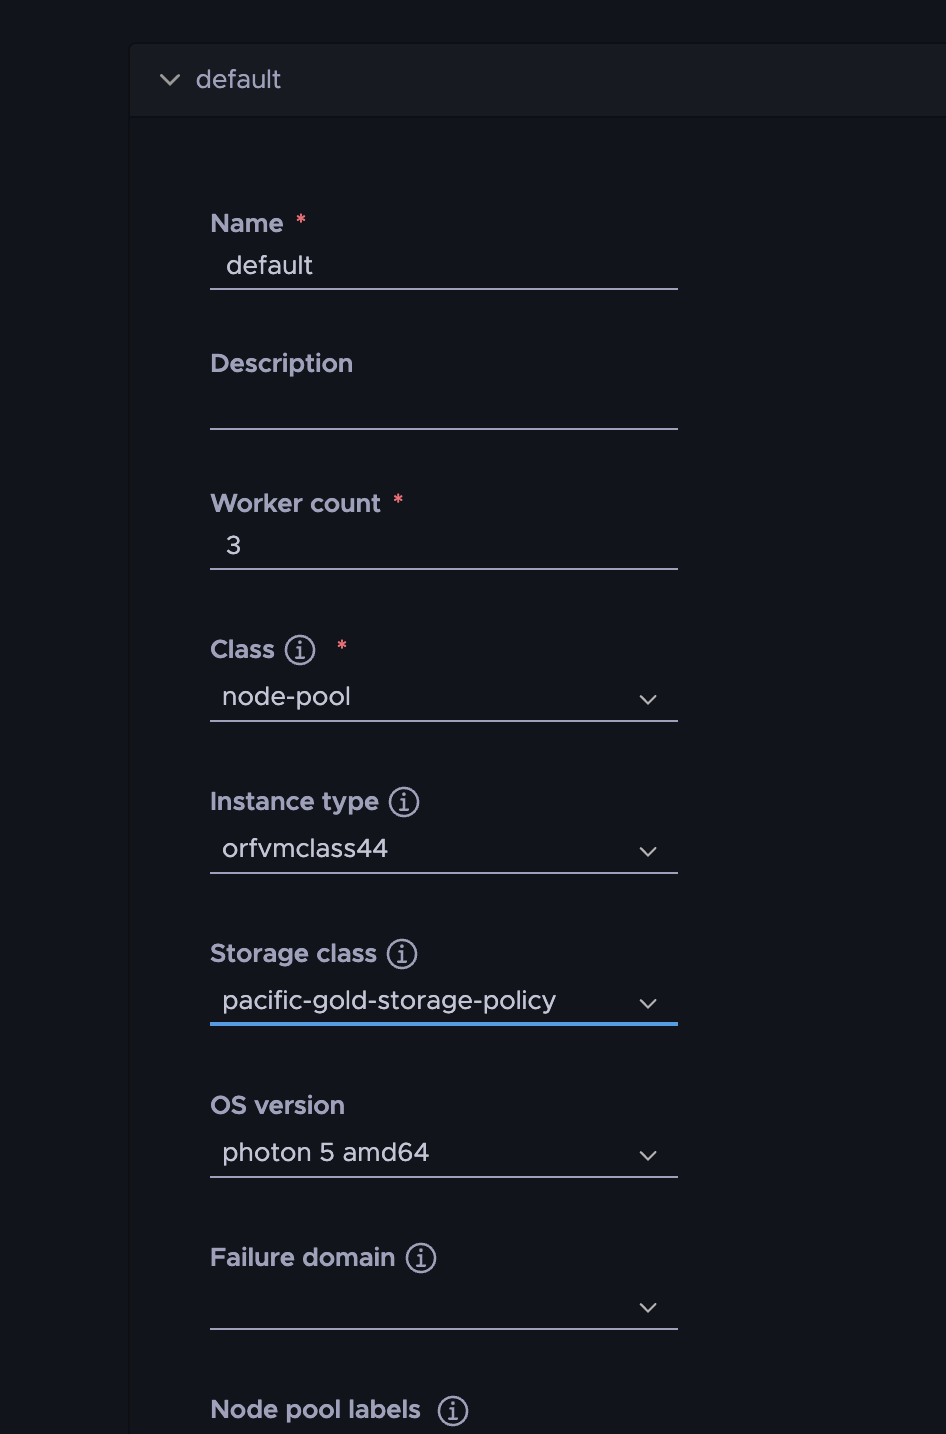 default
Name *
default
Description
Worker count *
3
Class *
node-pool
Instance type
orfvmclass44
Storage class
pacific-gold-storage-policy
OS version
photon 5 amd64
Failure domain
Node pool labels